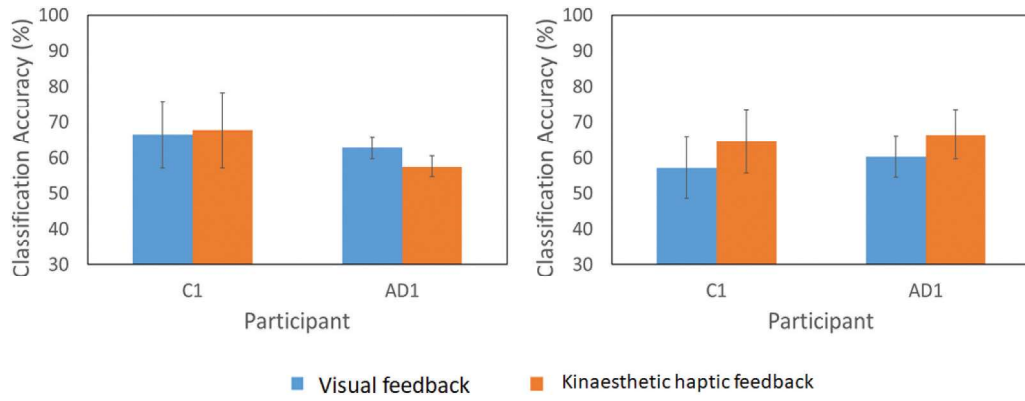 Classification Accuracy (%)
100
90
80
70
60
50
40
30
C1
AD1
Participant
Classification Accuracy (%)
100
90
80
70
60
50
40
30
C1
AD1
Participant
Visual feedback
Kinaesthetic haptic feedback